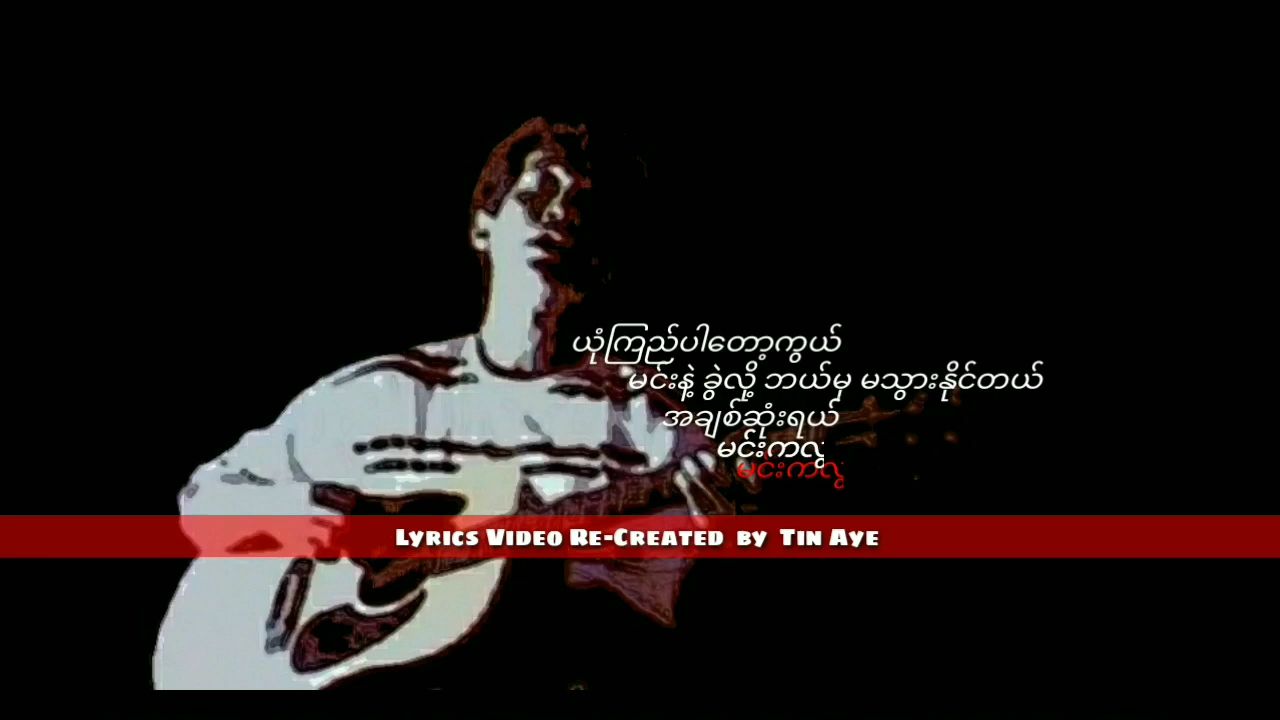 ယုံကြည်ပါတော့ကွယ်
မင်းနဲ့ ခွဲလို့ ဘယ်မှ မသွားနိုင်တယ်
အချစ်ဆုံးရယ်
မင်းကလွ
မင်းကလွ
Lyrics Video Re-Created by Tin Aye